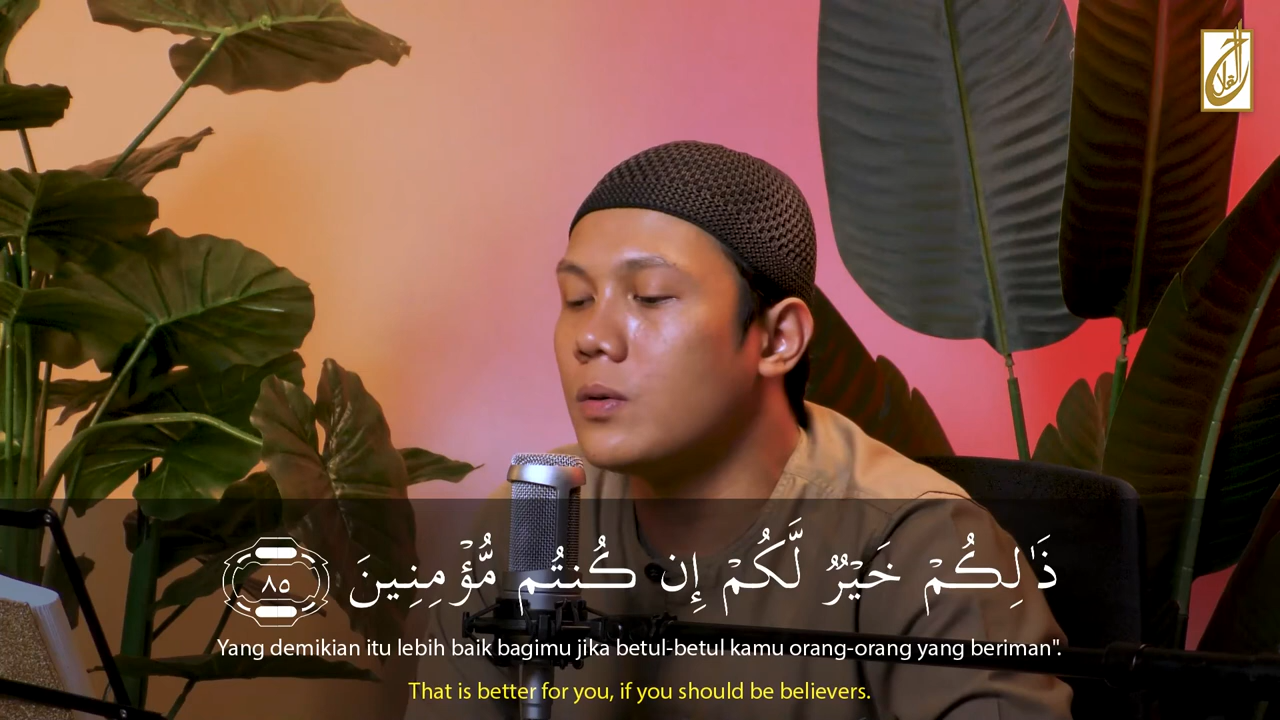 العلا
ذَٰلِكُمْ خَيْرٌ لَّكُمْ إِن كُنتُم مُّؤْمِنِينَ ٨٥
Yang demikian itu lebih baik bagimu jika betul-betul kamu orang-orang yang beriman".
That is better for you, if you should be believers.